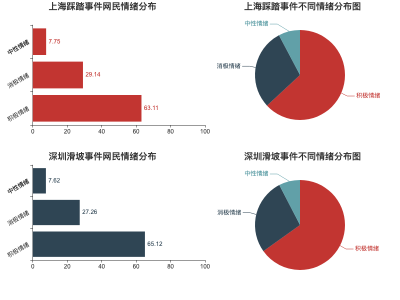 上海踩踏事件网民情绪分布
上海踩踏事件不同情绪分布图
中性情绪
7.75
消极情绪
29.14
积极情绪
63.11
0 20 40 60 80 100
中性情绪
消极情绪
积极情绪
深圳滑坡事件网民情绪分布
深圳滑坡事件不同情绪分布图
中性情绪
7.62
消极情绪
27.26
积极情绪
65.12
0 20 40 60 80 100
中性情绪
消极情绪
积极情绪